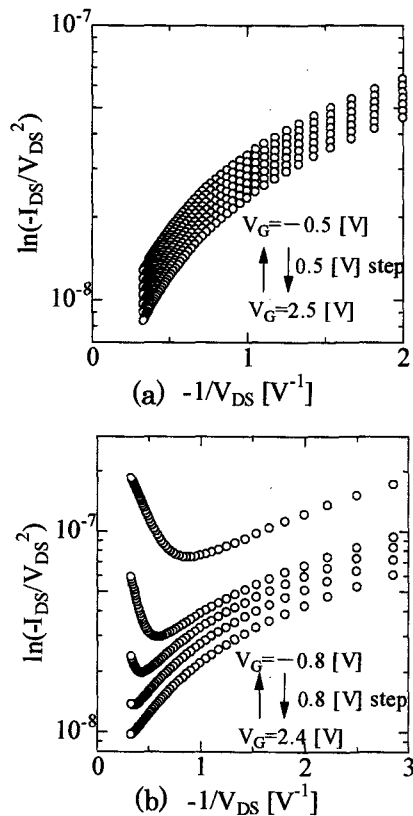 10⁻⁷
ln(-I_DS/V_DS²)
10⁻⁸
V_G=−0.5 [V]
0.5 [V] step
V_G=2.5 [V]
0 1 2
(a) -1/V_DS [V⁻¹]
10⁻⁷
ln(-I_DS/V_DS²)
10⁻⁸
V_G=−0.8 [V]
0.8 [V] step
V_G=2.4 [V]
0 1 2 3
(b) -1/V_DS [V⁻¹]